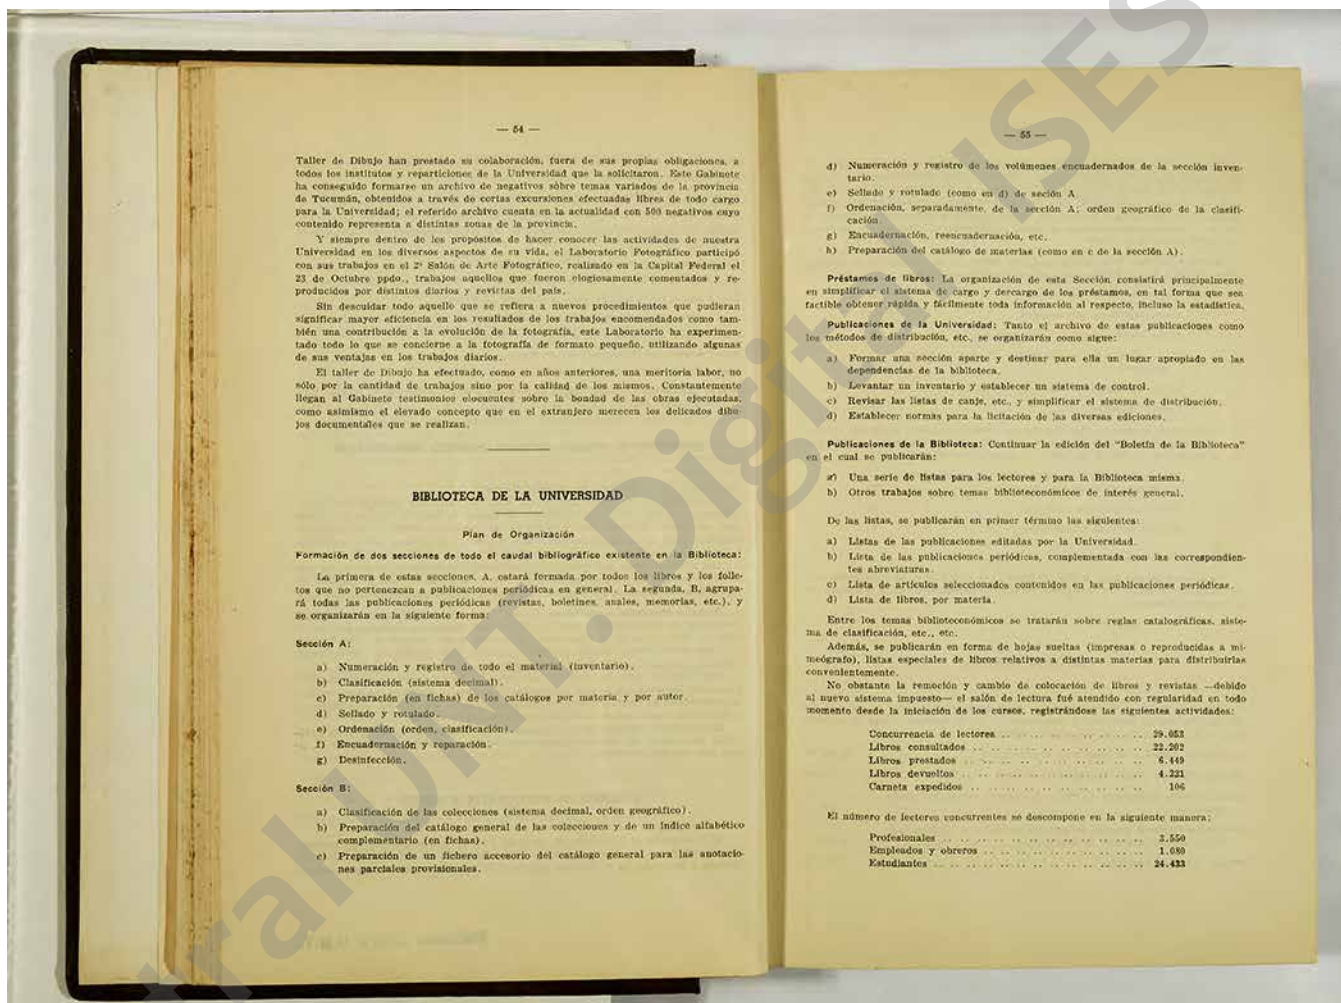 — 54 —
Taller de Dibujo han prestado su colaboración, fuera de sus propias obligaciones, a
todos los institutos y reparticiones de la Universidad que la solicitaron. Este Gabinete
ha conseguido formarse un archivo de negativos sobre temas variados de la provincia
de Tucumán, obtenidos a través de cortas excursiones efectuadas libres de todo cargo
para la Universidad; el referido archivo cuenta en la actualidad con 500 negativos cuyo
contenido representa a distintas zonas de la provincia.
Y siempre dentro de los propósitos de hacer conocer las actividades de nuestra
Universidad en los diversos aspectos de su vida, el Laboratorio Fotográfico participó
con sus trabajos en el 2º Salón de Arte Fotográfico, realizado en la Capital Federal el
23 de Octubre ppdo., trabajos aquellos que fueron elogiosamente comentados y re-
producidos por distintos diarios y revistas del país.
Sin descuidar todo aquello que se refiera a nuevos procedimientos que pudieran
significar mayor eficiencia en los resultados de los trabajos encomendados como tam-
bién una contribución a la evolución de la fotografía, este Laboratorio ha experimen-
tado todo lo que se concierne a la fotografía de formato pequeño, utilizando algunas
de sus ventajas en los trabajos diarios.
El taller de Dibujo ha efectuado, como en años anteriores, una meritoria labor, no
sólo por la cantidad de trabajos sino por la calidad de los mismos. Constantemente
llegan al Gabinete testimonios elocuentes sobre la bondad de las obras ejecutadas,
como asimismo el elevado concepto que en el extranjero merecen los delicados dibu-
jos documentales que se realizan.
BIBLIOTECA DE LA UNIVERSIDAD
Plan de Organización
Formación de dos secciones de todo el caudal bibliográfico existente en la Biblioteca:
La primera de estas secciones, A, estará formada por todos los libros y los folle-
tos que no pertenezcan a publicaciones periódicas en general. La segunda, B, agrupa-
rá todas las publicaciones periódicas (revistas, boletines, anales, memorias, etc.), y
se organizarán en la siguiente forma:
Sección A:
a) Numeración y registro de todo el material (inventario).
b) Clasificación (sistema decimal).
c) Preparación (en fichas) de los catálogos por materia y por autor.
d) Sellado y rotulado.
e) Ordenación (orden, clasificación).
f) Encuadernación y reparación.
g) Desinfección.
Sección B:
a) Clasificación de las colecciones (sistema decimal, orden geográfico).
b) Preparación del catálogo general de las colecciones y de un índice alfabético
complementario (en fichas).
c) Preparación de un fichero accesorio del catálogo general para las anotacio-
nes parciales provisionales.
— 55 —
d) Numeración y registro de los volúmenes encuadernados de la sección inven-
tario.
e) Sellado y rotulado (como en d) de seción A.
f) Ordenación, separadamente, de la sección A; orden geográfico de la clasifi-
cación.
g) Encuadernación, reencuadernación, etc.
h) Preparación del catálogo de materias (como en c de la sección A).
Préstamos de libros: La organización de esta Sección consistirá principalmente
en simplificar el sistema de cargo y descargo de los préstamos, en tal forma que sea
factible obtener rápida y fácilmente toda información al respecto, incluso la estadística.
Publicaciones de la Universidad: Tanto el archivo de estas publicaciones como
los métodos de distribución, etc., se organizarán como sigue:
a) Formar una sección aparte y destinar para ella un lugar apropiado en las
dependencias de la biblioteca.
b) Levantar un inventario y establecer un sistema de control.
c) Revisar las listas de canje, etc., y simplificar el sistema de distribución.
d) Establecer normas para la licitación de las diversas ediciones.
Publicaciones de la Biblioteca: Continuar la edición del "Boletín de la Biblioteca"
en el cual se publicarán:
a) Una serie de listas para los lectores y para la Biblioteca misma.
b) Otros trabajos sobre temas biblioteconómicos de interés general.
De las listas, se publicarán en primer término las siguientes:
a) Listas de las publicaciones editadas por la Universidad.
b) Lista de las publicaciones periódicas, complementada con las correspondien-
tes abreviaturas.
c) Lista de artículos seleccionados contenidos en las publicaciones periódicas.
d) Lista de libros, por materia.
Entre los temas biblioteconómicos se tratarán sobre reglas catalográficas, siste-
ma de clasificación, etc., etc.
Además, se publicarán en forma de hojas sueltas (impresas o reproducidas a mi-
meógrafo), listas especiales de libros relativos a distintas materias para distribuirlas
convenientemente.
No obstante la remoción y cambio de colocación de libros y revistas —debido
al nuevo sistema impuesto— el salón de lectura fué atendido con regularidad en todo
momento desde la iniciación de los cursos, registrándose las siguientes actividades:
Concurrencia de lectores .. .. .. .. .. 29.053
Libros consultados .. .. .. .. .. 22.202
Libros prestados .. .. .. .. .. 6.449
Libros devueltos .. .. .. .. .. 4.221
Carnets expedidos .. .. .. .. .. 106
El número de lectores concurrentes se descompone en la siguiente manera:
Profesionales .. .. .. .. .. 3.550
Empleados y obreros .. .. .. .. .. 1.080
Estudiantes .. .. .. .. .. 24.433
tral UNT. Digital USES